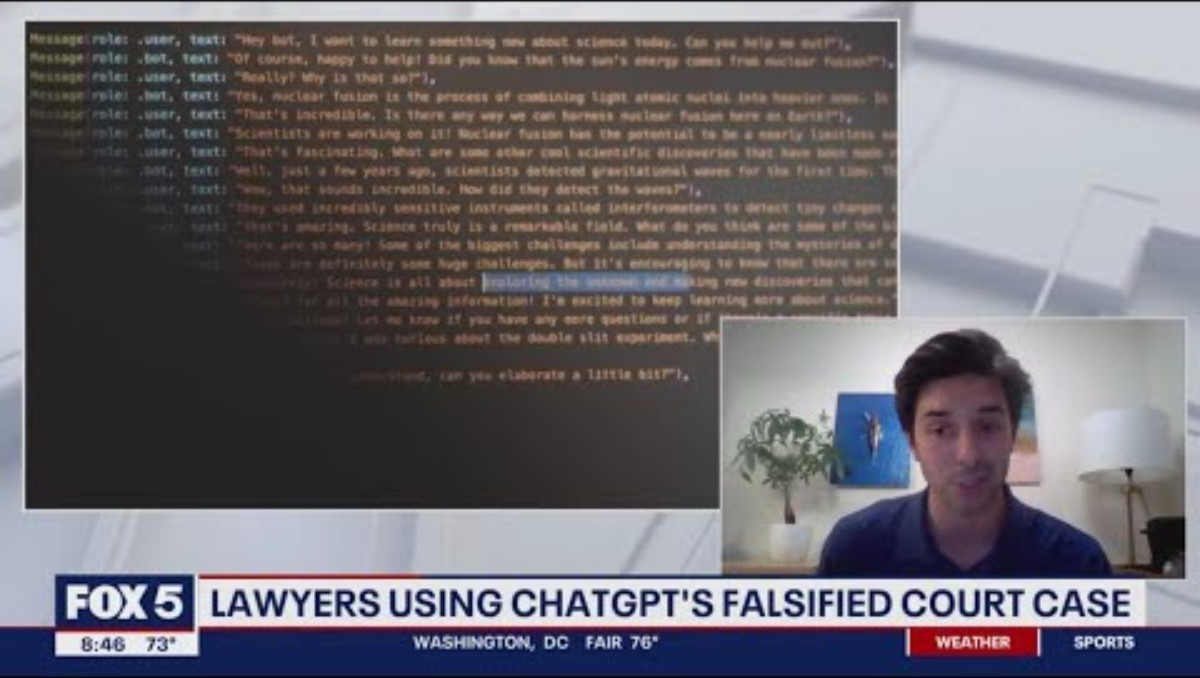 Message(role: .user, text: "Hey bot, I want to learn something new about science today. Can you help me out?"),
Message(role: .bot, text: "Of course, happy to help! Did you know that the sun's energy comes from nuclear fusion?"),
Message(role: .user, text: "Really? Why is that so?"),
Message(role: .bot, text: "Yes, nuclear fusion is the process of combining light atomic nuclei into heavier ones. In
Message(role: .user, text: "That's incredible. Is there any way we can harness nuclear fusion here on Earth?"),
Message(role: .bot, text: "Scientists are working on it! Nuclear fusion has the potential to be a nearly limitless
role: .user, text: "That's fascinating. What are some other cool scientific discoveries that have been made
.bot, text: "Well, just a few years ago, scientists detected gravitational waves for the first time.
.user, text: "Wow, that sounds incredible. How did they detect the waves?"),
text: "They used incredibly sensitive instruments called interferometers to detect tiny changes
text: "That's amazing. Science truly is a remarkable field. What do you think are some of the
are so many! Some of the biggest challenges include understanding the mysteries of
are definitely some huge challenges. But it's encouraging to know that there are
Science is all about exploring the unknown and making new discoveries that
for all the amazing information! I'm excited to keep learning more about science."
Let me know if you have any more questions or if
I was curious about the double slit experiment.
understand, can you elaborate a little bit?"),
FOX 5
LAWYERS USING CHATGPT'S FALSIFIED COURT CASE
8:46 73° WASHINGTON, DC FAIR 76° WEATHER SPORTS